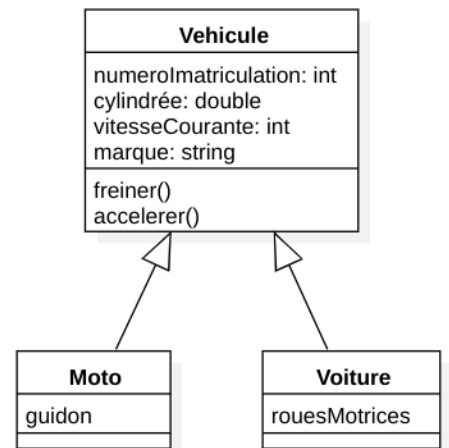 Vehicule
numeroImatriculation: int
cylindrée: double
vitesseCourante: int
marque: string
freiner()
accelerer()
Moto
guidon
Voiture
rouesMotrices